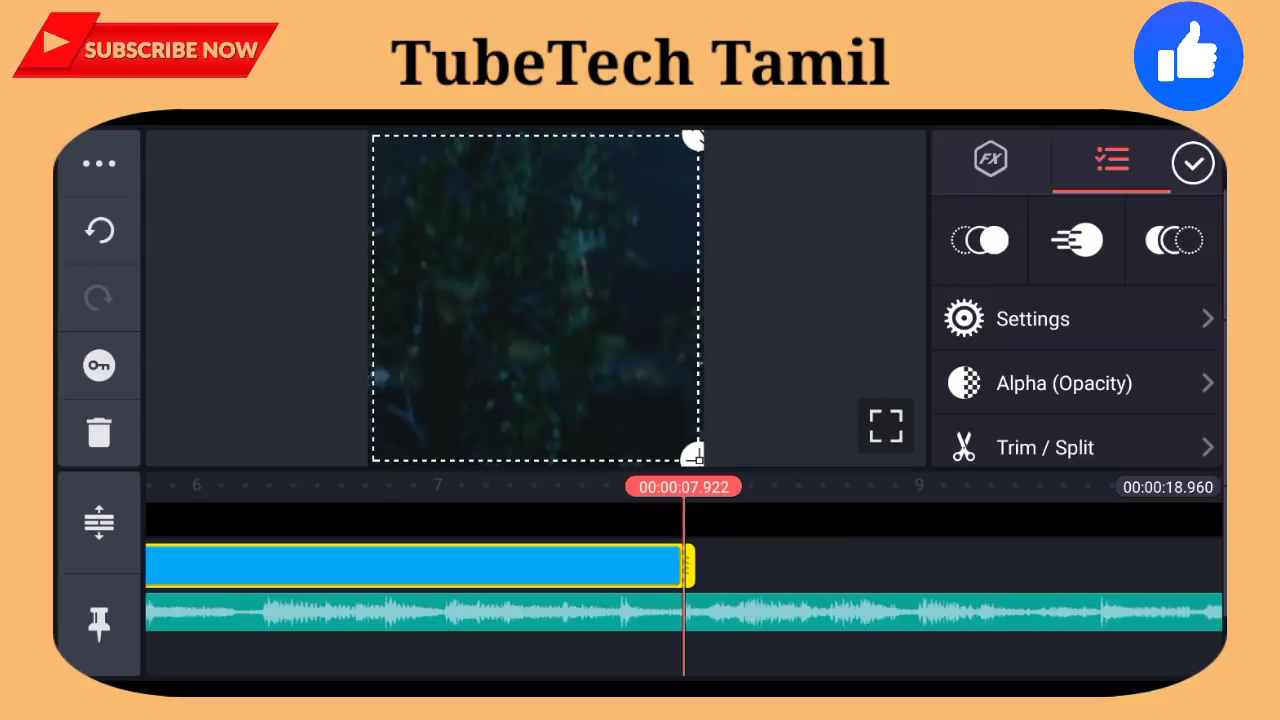 SUBSCRIBE NOW
TubeTech Tamil
FX
Settings
Alpha (Opacity)
Trim / Split
6
7
00:00:07.922
9
00:00:18.960